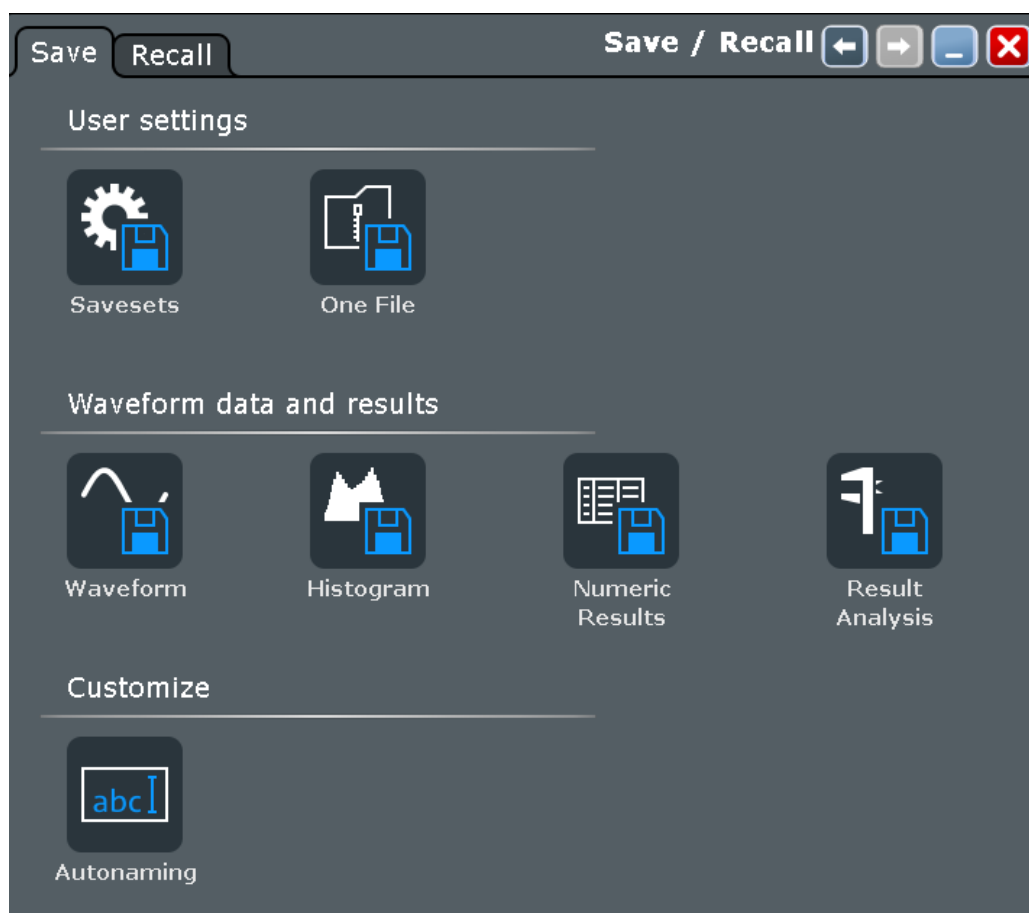 Save Recall Save / Recall
User settings
Savesets One File
Waveform data and results
Waveform Histogram Numeric Result
Results Analysis
Customize
abc
Autonaming